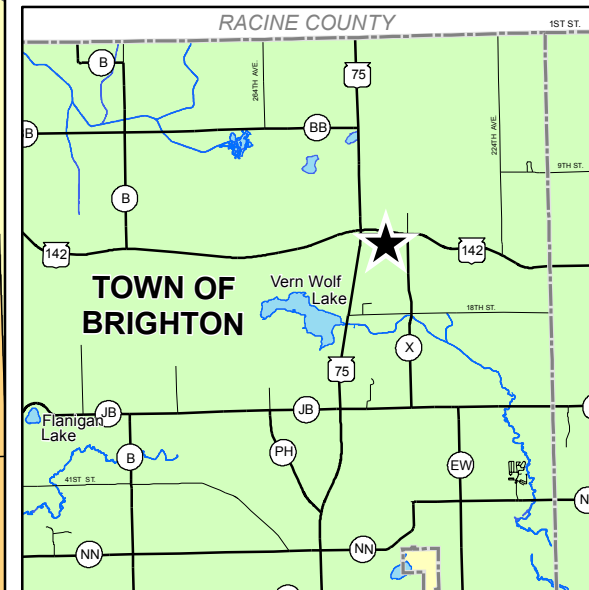 RACINE COUNTY
1ST ST.
B
75
264TH AVE.
224TH AVE.
B
BB
9TH ST.
B
142
142
TOWN OF
BRIGHTON
Vern Wolf
Lake
18TH ST.
X
75
JB
JB
Flanigan
Lake
B
PH
EW
41ST ST.
N
NN
NN